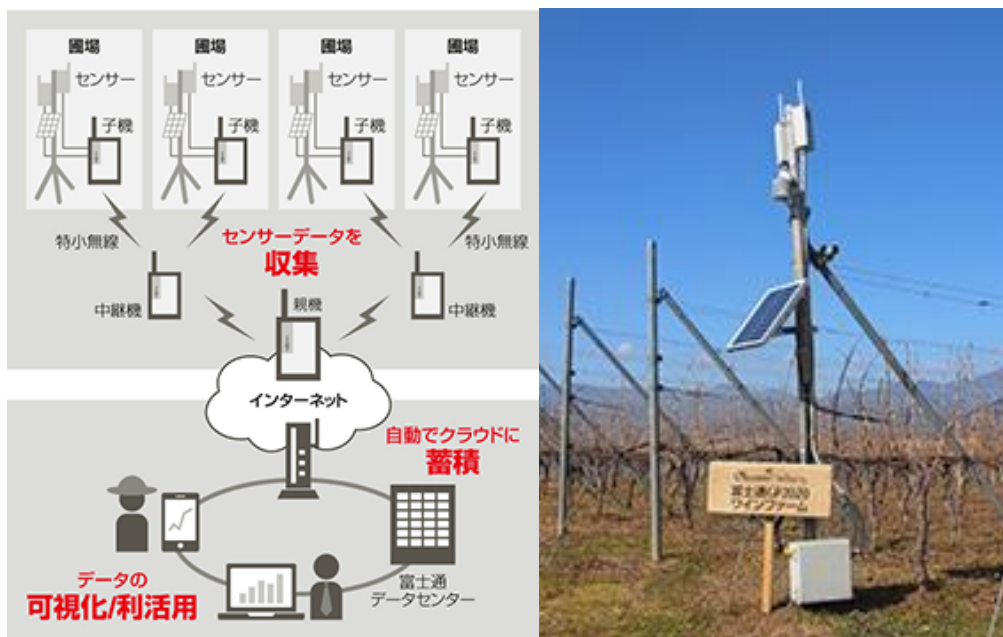 圃場
圃場
圃場
圃場
センサー
センサー
センサー
センサー
子機
子機
子機
子機
特小無線
センサーデータを
収集
特小無線
中継機
親機
中継機
インターネット
自動でクラウドに
蓄積
データの
可視化/利活用
富士通
データセンター
富士通GP2020
ワインファーム